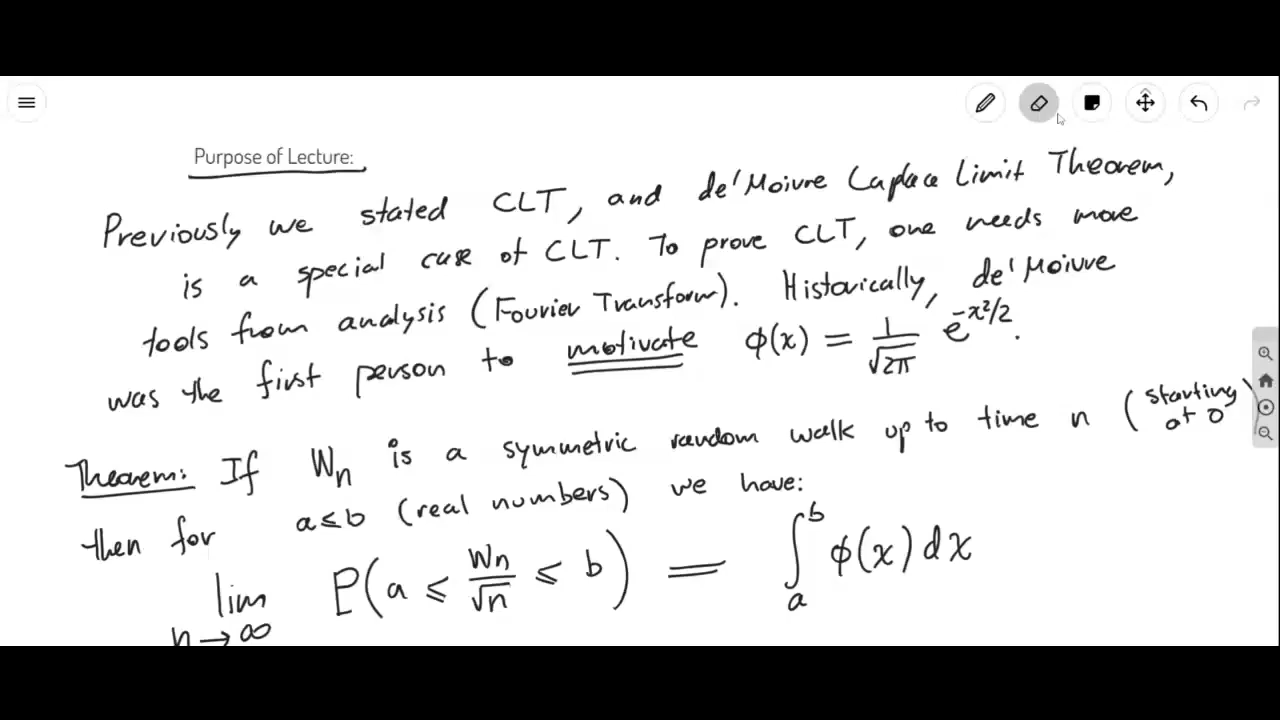 Purpose of Lecture:
Previously we stated CLT, and de'Moivre Laplace Limit Theorem,
is a special case of CLT. To prove CLT, one needs more
tools from analysis (Fourier Transform). Historically, de'Moivre
was the first person to motivate ϕ(x) = 1/√2π e^{-x²/2}.
Theorem: If Wn is a symmetric random walk up to time n (starting at 0)
then for a ≤ b (real numbers) we have:
lim n→∞ P(a ≤ Wn/√n ≤ b) = ∫_a^b ϕ(x) dx